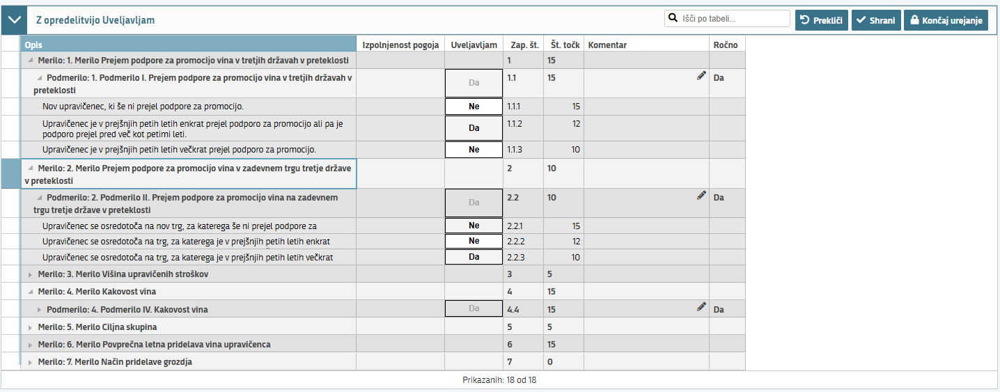 Z opredelitvijo Uveljavljam
Išči po tabeli...
Prekliči
Shrani
Končaj urejanje
Opis Izpolnjenost pogoja Uveljavljam Zap. št. Št. točk Komentar Ročno
Merilo: 1. Merilo Prejem podpore za promocijo vina v tretjih državah v preteklosti 1 15
Podmerilo: 1. Podmerilo I. Prejem podpore za promocijo vina v tretjih državah v Da 1.1 15 Da
preteklosti
Nov upravičenec, ki še ni prejel podpore za promocijo. Ne 1.1.1 15
Upravičenec je v prejšnjih petih letih enkrat prejel podporo za promocijo ali pa je Da 1.1.2 12
podporo prejel pred več kot petimi leti.
Upravičenec je v prejšnjih petih letih večkrat prejel podporo za promocijo. Ne 1.1.3 10
Merilo: 2. Merilo Prejem podpore za promocijo vina v zadevnem trgu tretje države 2 10
v preteklosti
Podmerilo: 2. Podmerilo II. Prejem podpore za promocijo vina na zadevnem Da 2.2 10 Da
trgu tretje države v preteklosti
Upravičenec se osredotoča na nov trg, za katerega še ni prejel podpore za Ne 2.2.1 15
Upravičenec se osredotoča na trg, za katerega je v prejšnjih petih letih enkrat Ne 2.2.2 12
Upravičenec se osredotoča na trg, za katerega je v prejšnjih petih letih večkrat Da 2.2.3 10
Merilo: 3. Merilo Višina upravičenih stroškov 3 5
Merilo: 4. Merilo Kakovost vina 4 15
Podmerilo: 4. Podmerilo IV. Kakovost vina Da 4.4 15 Da
Merilo: 5. Merilo Ciljna skupina 5 5
Merilo: 6. Merilo Povprečna letna pridelava vina upravičenca 6 15
Merilo: 7. Merilo Način pridelave grozdja 7 0
Prikazanih: 18 od 18